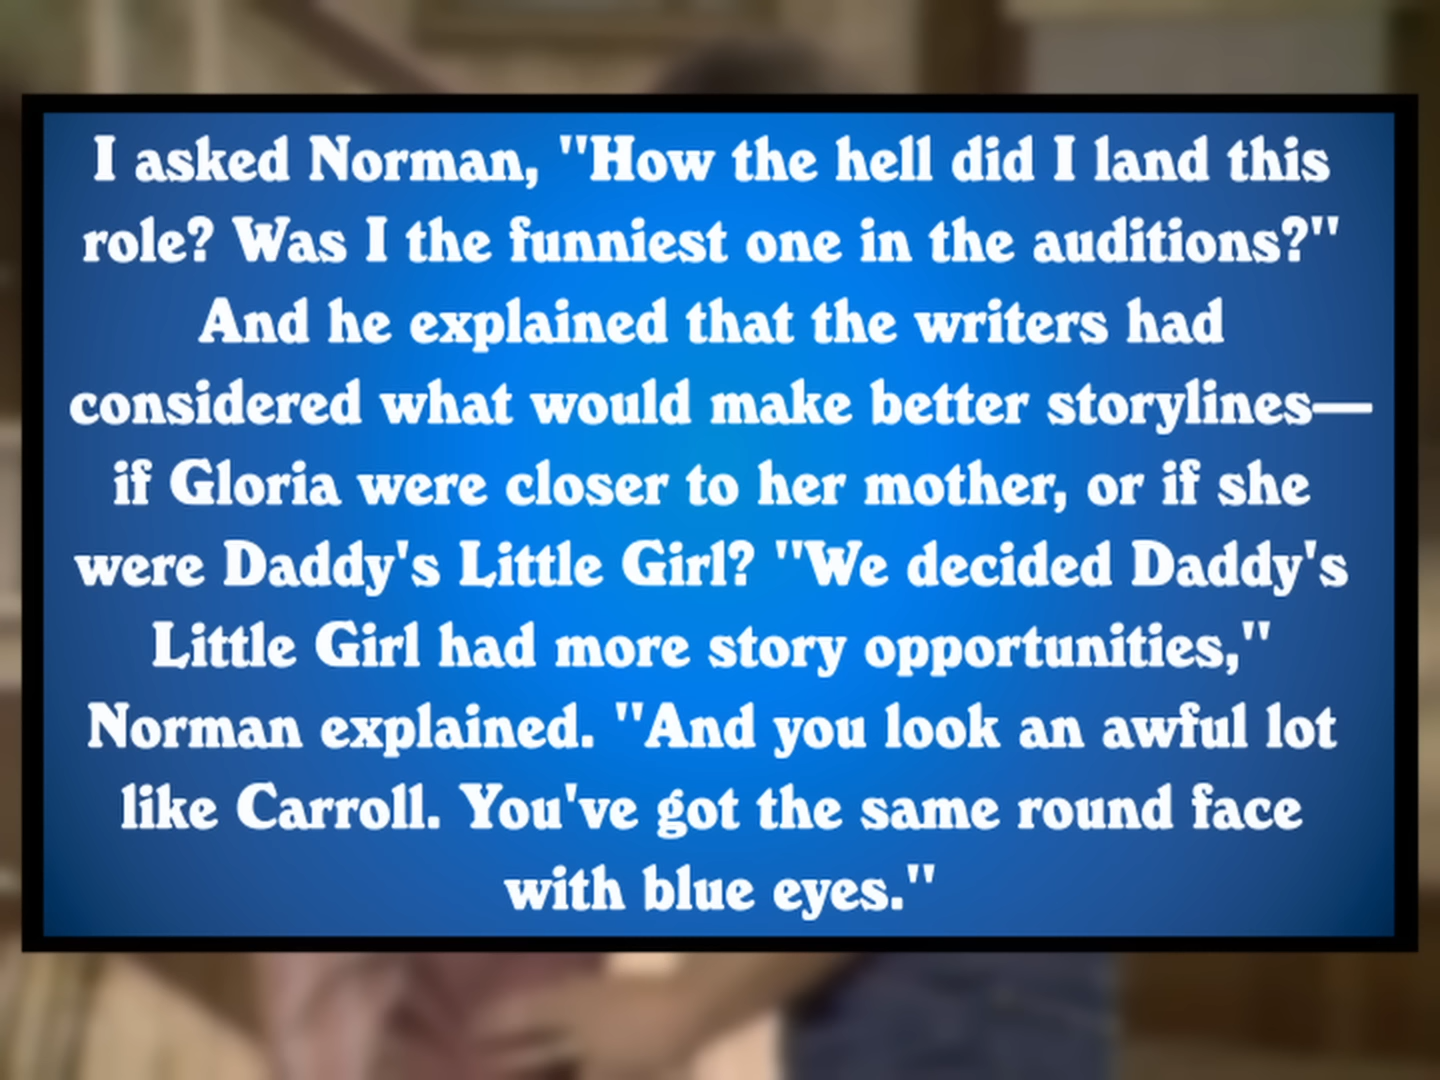 I asked Norman, "How the hell did I land this
role? Was I the funniest one in the auditions?"
And he explained that the writers had
considered what would make better storylines—
if Gloria were closer to her mother, or if she
were Daddy's Little Girl? "We decided Daddy's
Little Girl had more story opportunities,"
Norman explained. "And you look an awful lot
like Carroll. You've got the same round face
with blue eyes."